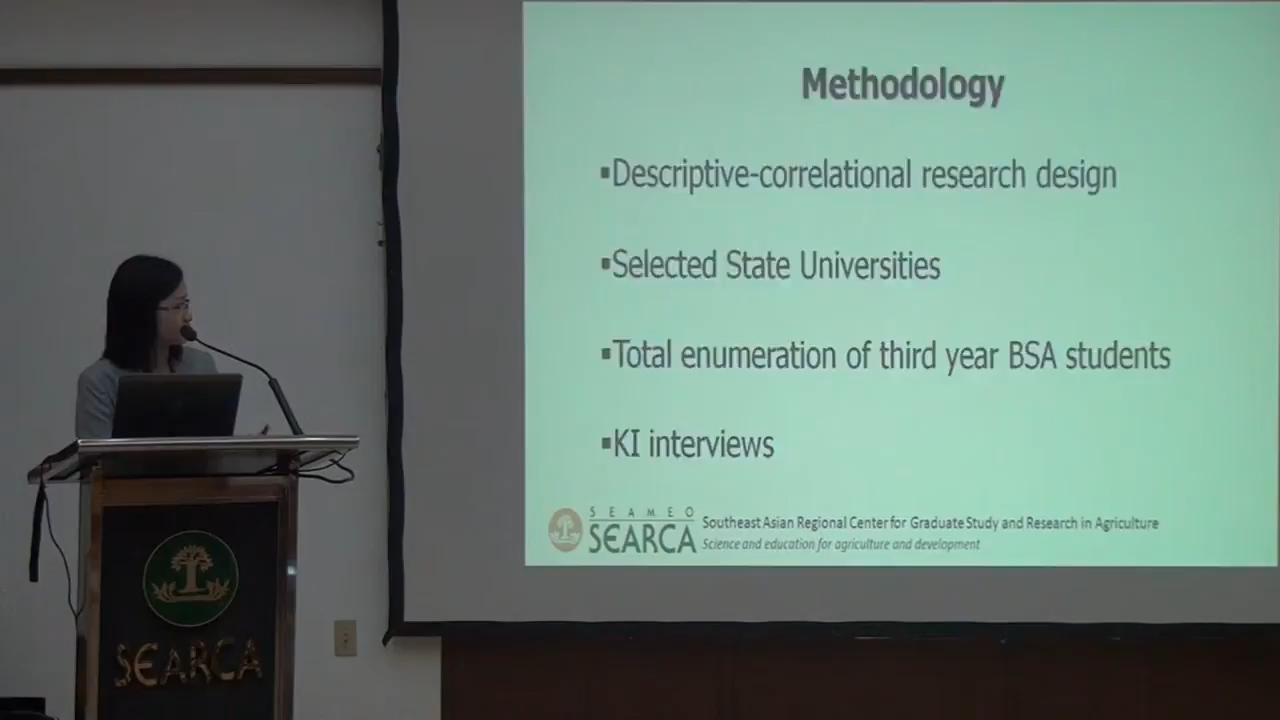 Methodology
▪Descriptive-correlational research design
▪Selected State Universities
▪Total enumeration of third year BSA students
▪KI interviews
SEAMEO
SEARCA
Southeast Asian Regional Center for Graduate Study and Research in Agriculture
Science and education for agriculture and development
SEARCA